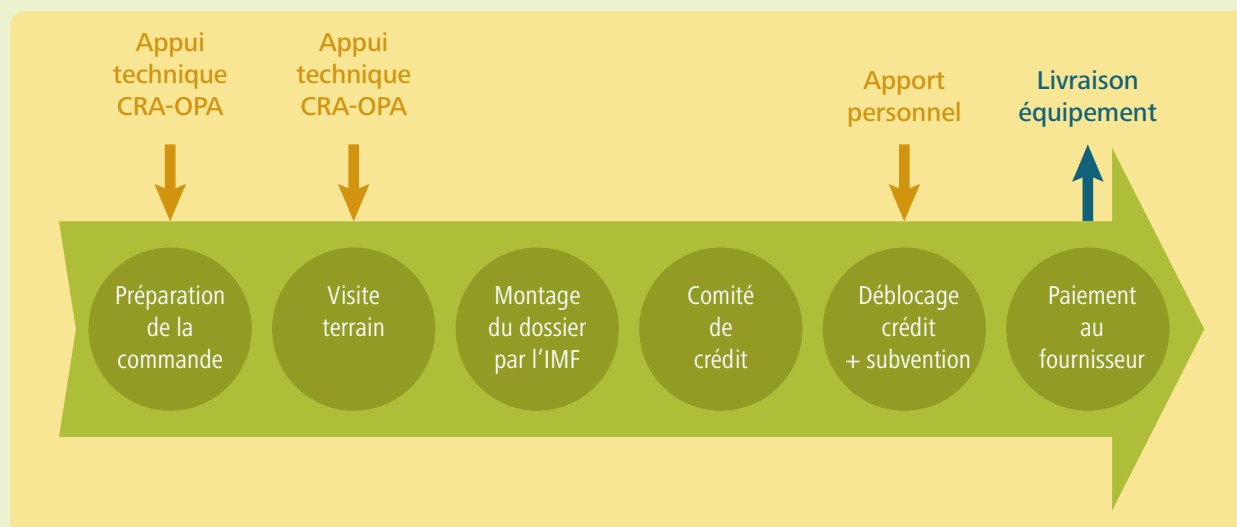 Appui
technique
CRA-OPA
Appui
technique
CRA-OPA
Apport
personnel
Livraison
équipement
Préparation
de la
commande
Visite
terrain
Montage
du dossier
par l’IMF
Comité
de
crédit
Déblocage
crédit
+ subvention
Paiement
au
fournisseur